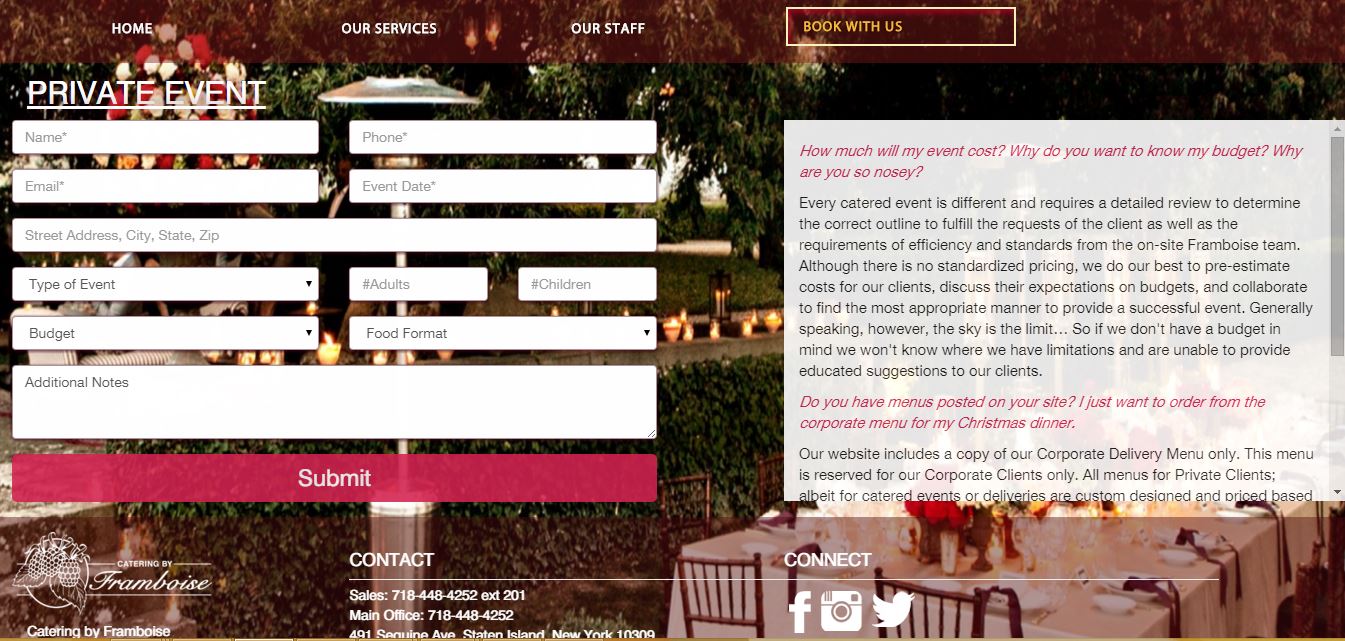 HOME
OUR SERVICES
OUR STAFF
BOOK WITH US
PRIVATE EVENT
Name*
Phone*
Email*
Event Date*
Street Address, City, State, Zip
Type of Event
#Adults
#Children
Budget
Food Format
Additional Notes
Submit
How much will my event cost? Why do you want to know my budget? Why
are you so nosey?
Every catered event is different and requires a detailed review to determine
the correct outline to fulfill the requests of the client as well as the
requirements of efficiency and standards from the on-site Framboise team.
Although there is no standardized pricing, we do our best to pre-estimate
costs for our clients, discuss their expectations on budgets, and collaborate
to find the most appropriate manner to provide a successful event. Generally
speaking, however, the sky is the limit… So if we don't have a budget in
mind we won't know where we have limitations and are unable to provide
educated suggestions to our clients.
Do you have menus posted on your site? I just want to order from the
corporate menu for my Christmas dinner.
Our website includes a copy of our Corporate Delivery Menu only. This menu
is reserved for our Corporate Clients only. All menus for Private Clients;
albeit for catered events or deliveries are custom designed and priced based
CATERING BY
Framboise
Catering by Framboise
CONTACT
Sales: 718-448-4252 ext 201
Main Office: 718-448-4252
491 Seguine Ave, Staten Island, New York 10309
CONNECT